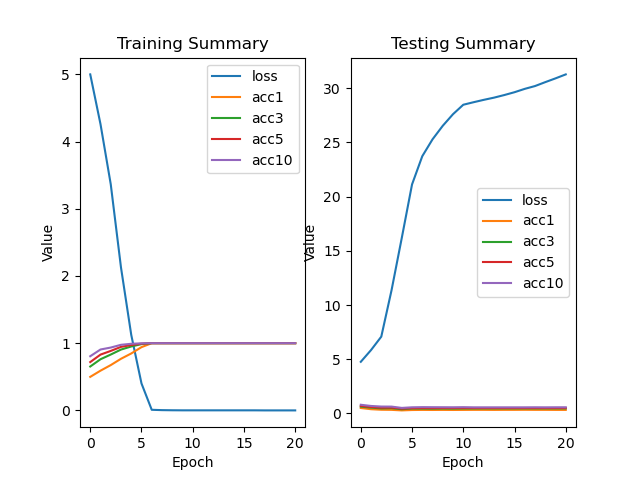 Training Summary
Value
5
4
3
2
1
0
loss
acc1
acc3
acc5
acc10
0
5
10
15
20
Epoch
Testing Summary
Value
30
25
20
15
10
5
0
loss
acc1
acc3
acc5
acc10
0
5
10
15
20
Epoch